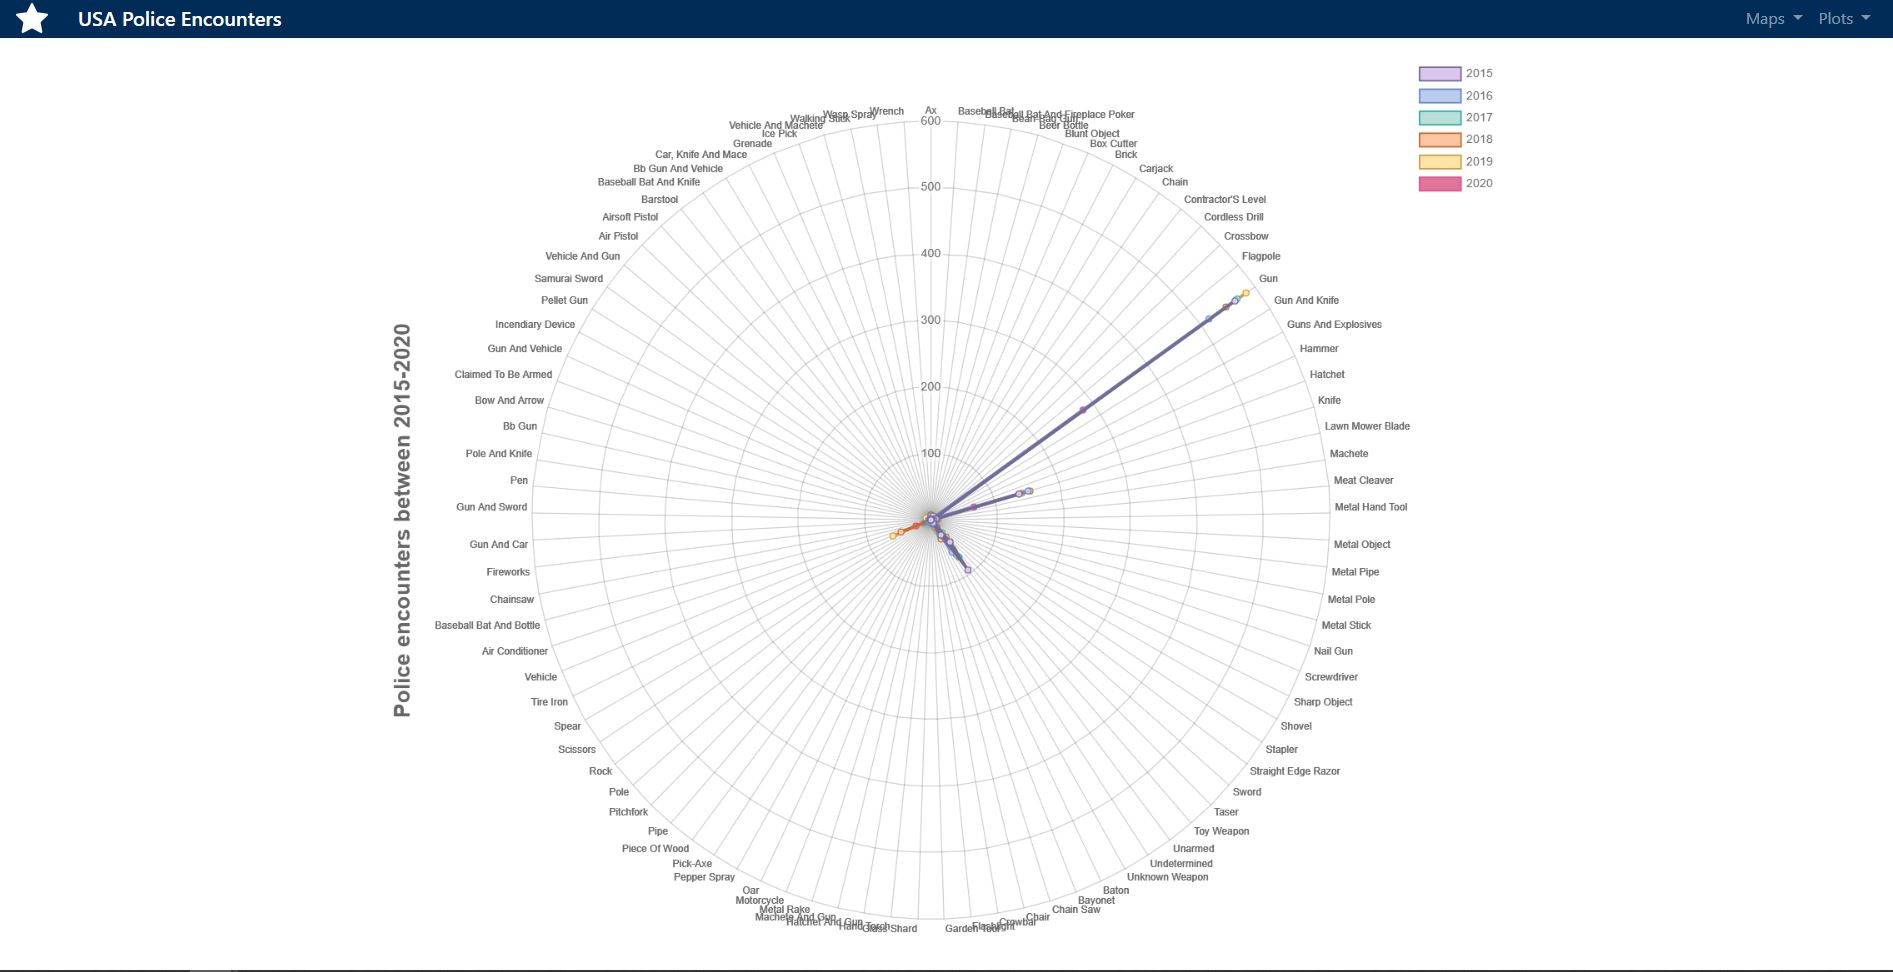 USA Police Encounters
Maps
Plots
2015
2016
2017
2018
2019
2020
Police encounters between 2015-2020
600
500
400
300
200
100
Ax
Baseball Bat
Baseball Bat And Fireplace Poker
Bean-Bag Gun
Beer Bottle
Blunt Object
Box Cutter
Brick
Carjack
Chain
Contractor'S Level
Cordless Drill
Crossbow
Flagpole
Gun
Gun And Knife
Guns And Explosives
Hammer
Hatchet
Knife
Lawn Mower Blade
Machete
Meat Cleaver
Metal Hand Tool
Metal Object
Metal Pipe
Metal Pole
Metal Stick
Nail Gun
Screwdriver
Sharp Object
Shovel
Stapler
Straight Edge Razor
Sword
Taser
Toy Weapon
Unarmed
Undetermined
Unknown Weapon
Baton
Bayonet
Chain Saw
Chair
Crowbar
Flashlight
Garden Tool
Glass Shard
Hand Torch
Hatchet And Gun
Machete And Gun
Metal Rake
Motorcycle
Oar
Pepper Spray
Pick-Axe
Piece Of Wood
Pipe
Pitchfork
Pole
Rock
Scissors
Spear
Tire Iron
Vehicle
Air Conditioner
Baseball Bat And Bottle
Chainsaw
Fireworks
Gun And Car
Gun And Sword
Pen
Pole And Knife
Bb Gun
Bow And Arrow
Claimed To Be Armed
Gun And Vehicle
Incendiary Device
Pellet Gun
Samurai Sword
Vehicle And Gun
Air Pistol
Airsoft Pistol
Barstool
Baseball Bat And Knife
Bb Gun And Vehicle
Car, Knife And Mace
Grenade
Ice Pick
Vehicle And Machete
Walking Stick
Wasp Spray
Wrench